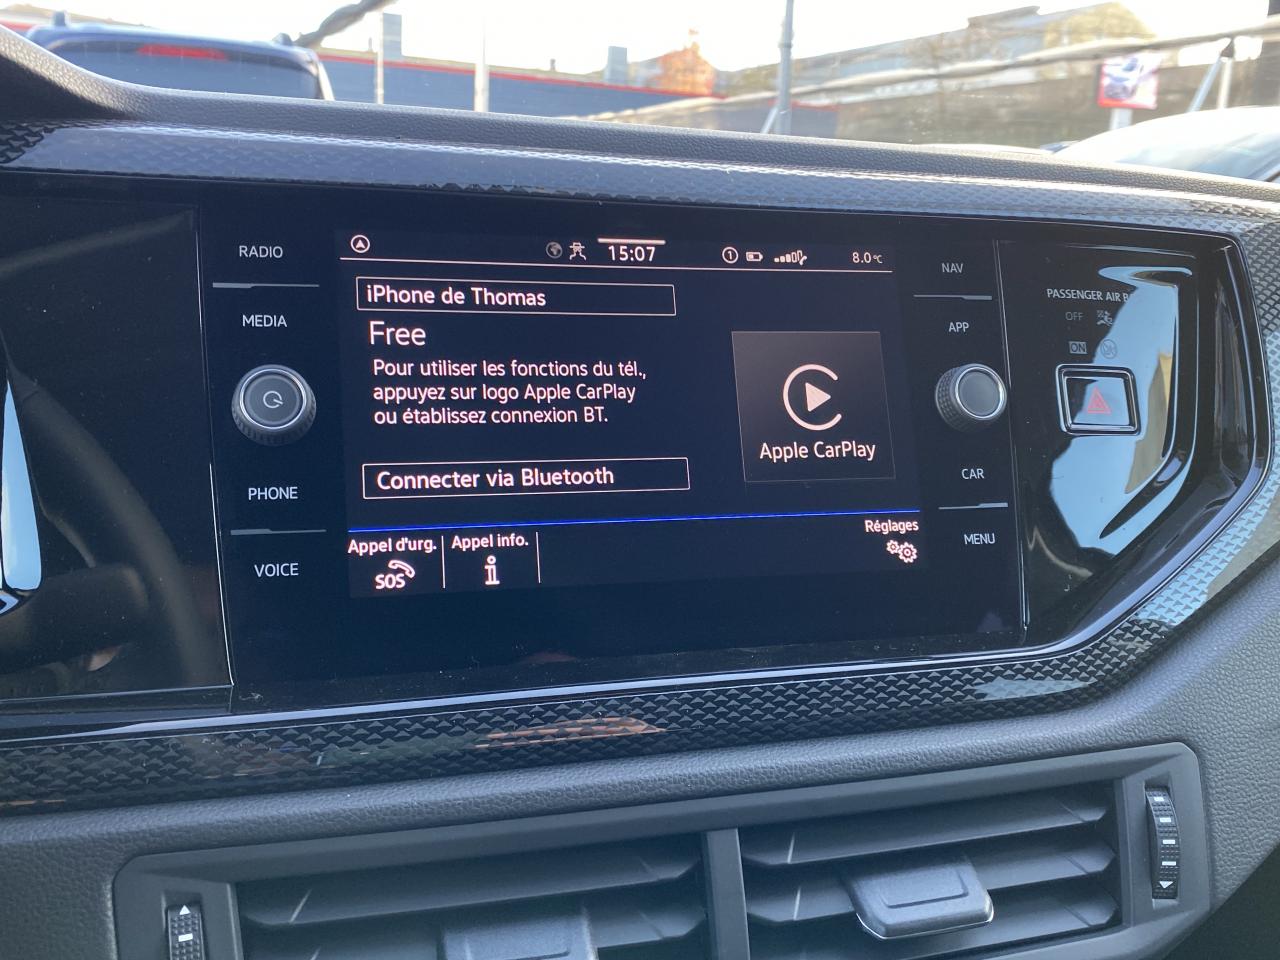 RADIO
MEDIA
PHONE
VOICE
15:07
1
8.0°C
iPhone de Thomas
Free
Pour utiliser les fonctions du tél.,
appuyez sur logo Apple CarPlay
ou établissez connexion BT.
Connecter via Bluetooth
Apple CarPlay
Appel d'urg.
SOS
Appel info.
i
Réglages
NAV
APP
CAR
MENU
PASSENGER AIR B
OFF
ON